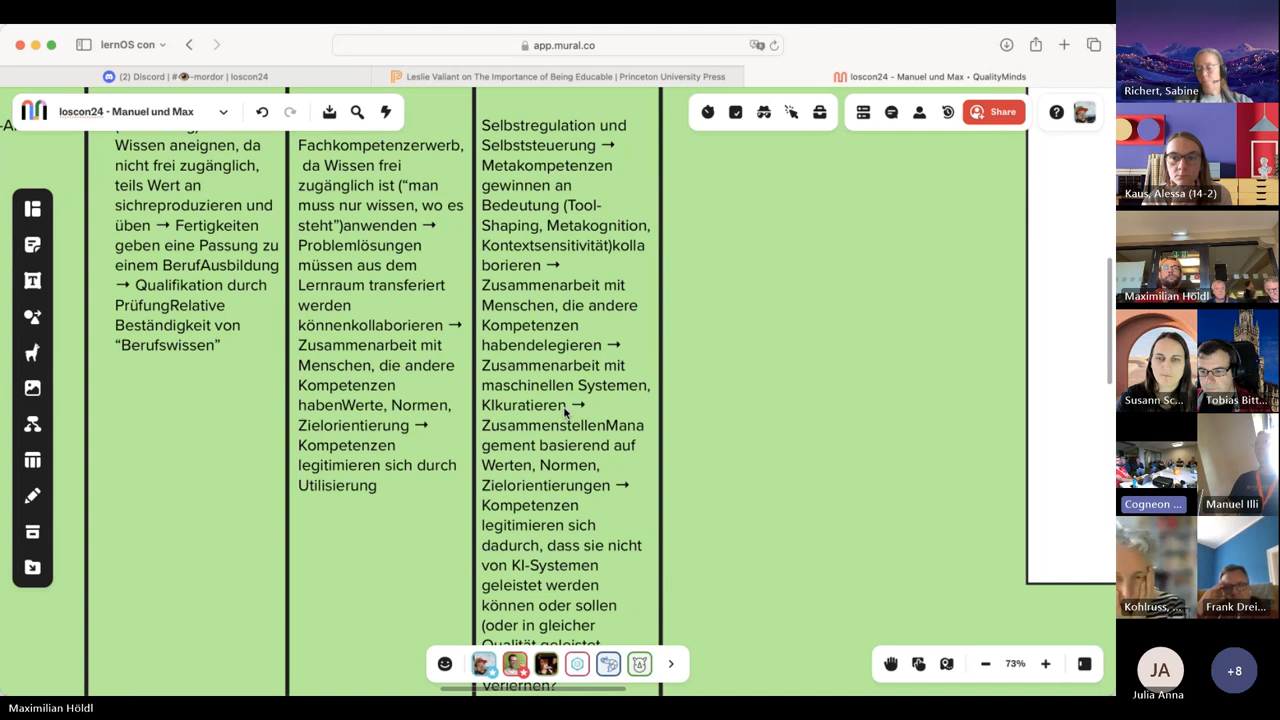 lernOS con
app.mural.co
(2) Discord | #👁-mordor | loscon24
Leslie Valiant on The Importance of Being Educable | Princeton University Press
loscon24 - Manuel und Max • QualityMinds
loscon24 - Manuel und Max
Share
Wissen aneignen, da
nicht frei zugänglich,
teils Wert an
sichreproduzieren und
üben → Fertigkeiten
geben eine Passung zu
einem BerufAusbildung
→ Qualifikation durch
PrüfungRelative
Beständigkeit von
“Berufswissen”
Fachkompetenzerwerb,
da Wissen frei
zugänglich ist (“man
muss nur wissen, wo es
steht”)anwenden →
Problemlösungen
müssen aus dem
Lernraum transferiert
werden
könnenkollaborieren →
Zusammenarbeit mit
Menschen, die andere
Kompetenzen
habenWerte, Normen,
Zielorientierung →
Kompetenzen
legitimieren sich durch
Utilisierung
Selbstregulation und
Selbststeuerung →
Metakompetenzen
gewinnen an
Bedeutung (Tool-
Shaping, Metakognition,
Kontextsensitivität)kolla
borieren →
Zusammenarbeit mit
Menschen, die andere
Kompetenzen
habendelegieren →
Zusammenarbeit mit
maschinellen Systemen,
KIkuratieren →
ZusammenstellenMana
gement basierend auf
Werten, Normen,
Zielorientierungen →
Kompetenzen
legitimieren sich
dadurch, dass sie nicht
von KI-Systemen
geleistet werden
können oder sollen
(oder in gleicher
Qualität geleistet
verlernen?
73%
Richert, Sabine
Kaus, Alessa (14-2)
Maximilian Höldl
Susann Sc...
Tobias Bitt...
Cogneon ...
Manuel Illi
Kohlruss, ...
Frank Drei...
JA
Julia Anna
+8
Maximilian Höldl